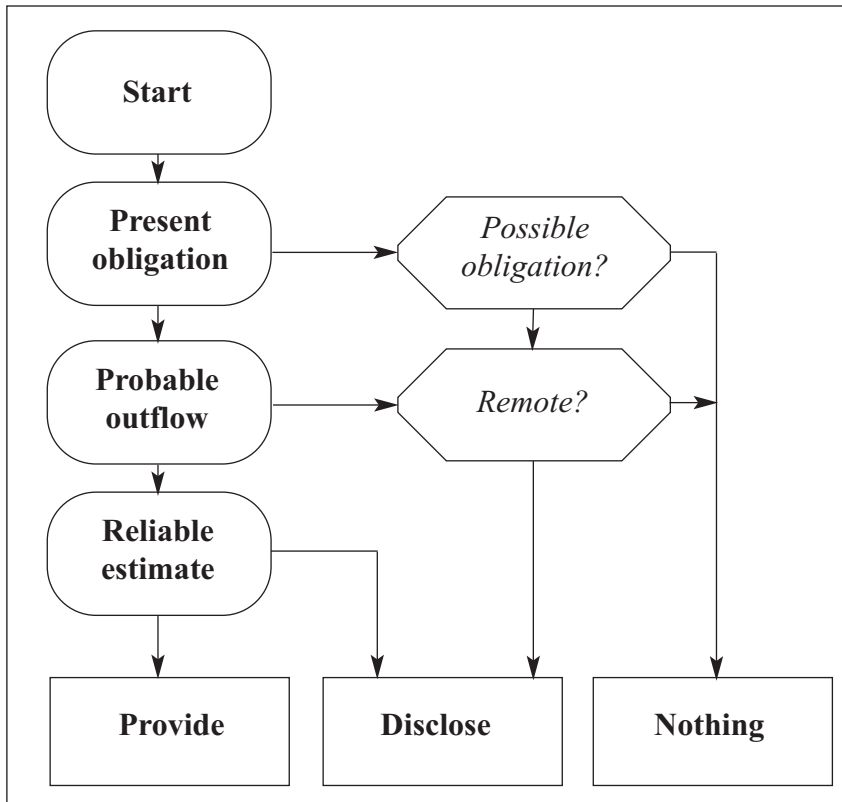 Start
Present
obligation
Possible
obligation?
Probable
outflow
Remote?
Reliable
estimate
Provide
Disclose
Nothing